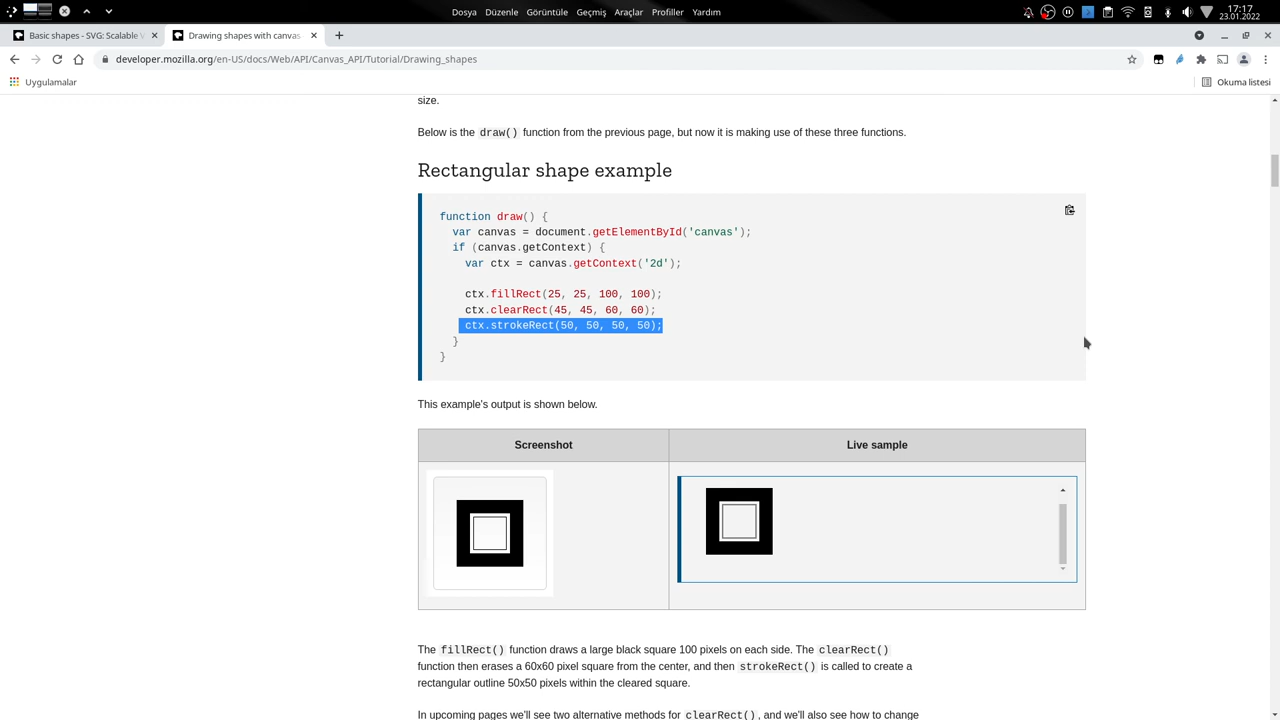 Dosya Düzenle Görüntüle Geçmiş Araçlar Profiller Yardım
17:17
23.01.2022
Basic shapes - SVG: Scalable V
Drawing shapes with canvas
developer.mozilla.org/en-US/docs/Web/API/Canvas_API/Tutorial/Drawing_shapes
Uygulamalar
Okuma listesi
size.
Below is the draw() function from the previous page, but now it is making use of these three functions.
Rectangular shape example
function draw() {
var canvas = document.getElementById('canvas');
if (canvas.getContext) {
var ctx = canvas.getContext('2d');
ctx.fillRect(25, 25, 100, 100);
ctx.clearRect(45, 45, 60, 60);
ctx.strokeRect(50, 50, 50, 50);
}
}
This example's output is shown below.
Screenshot
Live sample
The fillRect() function draws a large black square 100 pixels on each side. The clearRect()
function then erases a 60x60 pixel square from the center, and then strokeRect() is called to create a
rectangular outline 50x50 pixels within the cleared square.
In upcoming pages we'll see two alternative methods for clearRect(), and we'll also see how to change